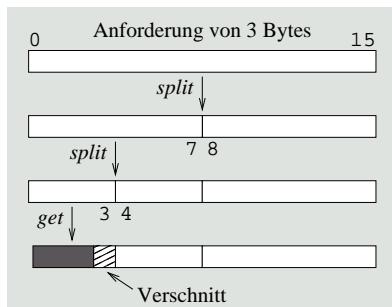 Anforderung von 3 Bytes
0 15
split
7 8
split
3 4
get
Verschnitt